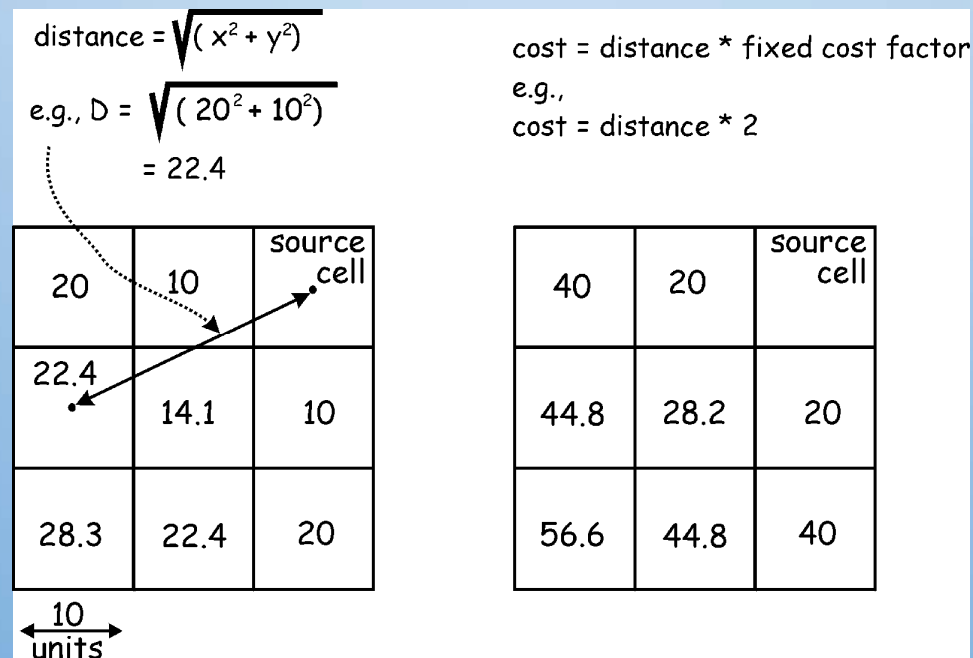 distance = √( x² + y²)
e.g., D = √( 20² + 10²)
= 22.4
cost = distance * fixed cost factor
e.g.,
cost = distance * 2
20 10 source
cell
22.4
14.1 10
28.3 22.4 20
10
units
40 20 source
cell
44.8 28.2 20
56.6 44.8 40